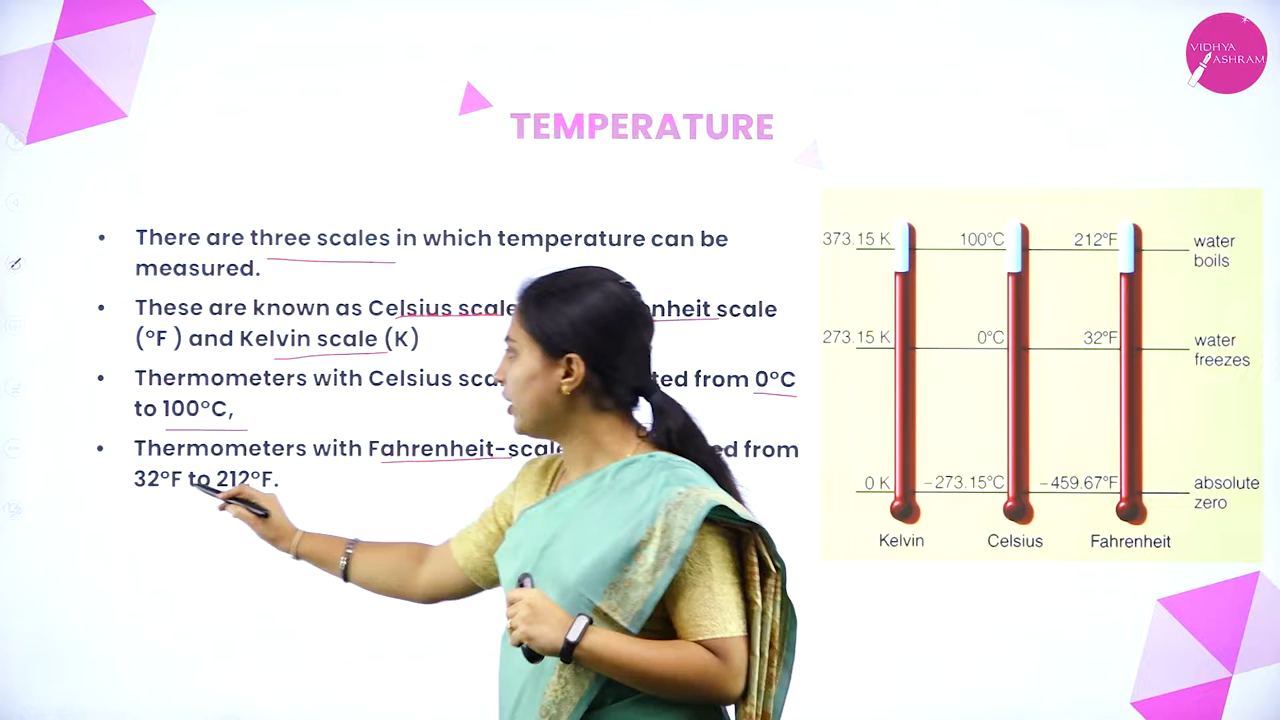 VIDHYA
ASHRAM
TEMPERATURE
• There are three scales in which temperature can be
measured.
• These are known as Celsius scale nheit scale
(°F ) and Kelvin scale (K)
• Thermometers with Celsius sca ted from 0°C
to 100°C,
• Thermometers with Fahrenheit-scale d from
32°F to 212°F.
373.15 K 100°C 212°F water
boils
273.15 K 0°C 32°F water
freezes
0 K −273.15°C −459.67°F absolute
zero
Kelvin Celsius Fahrenheit